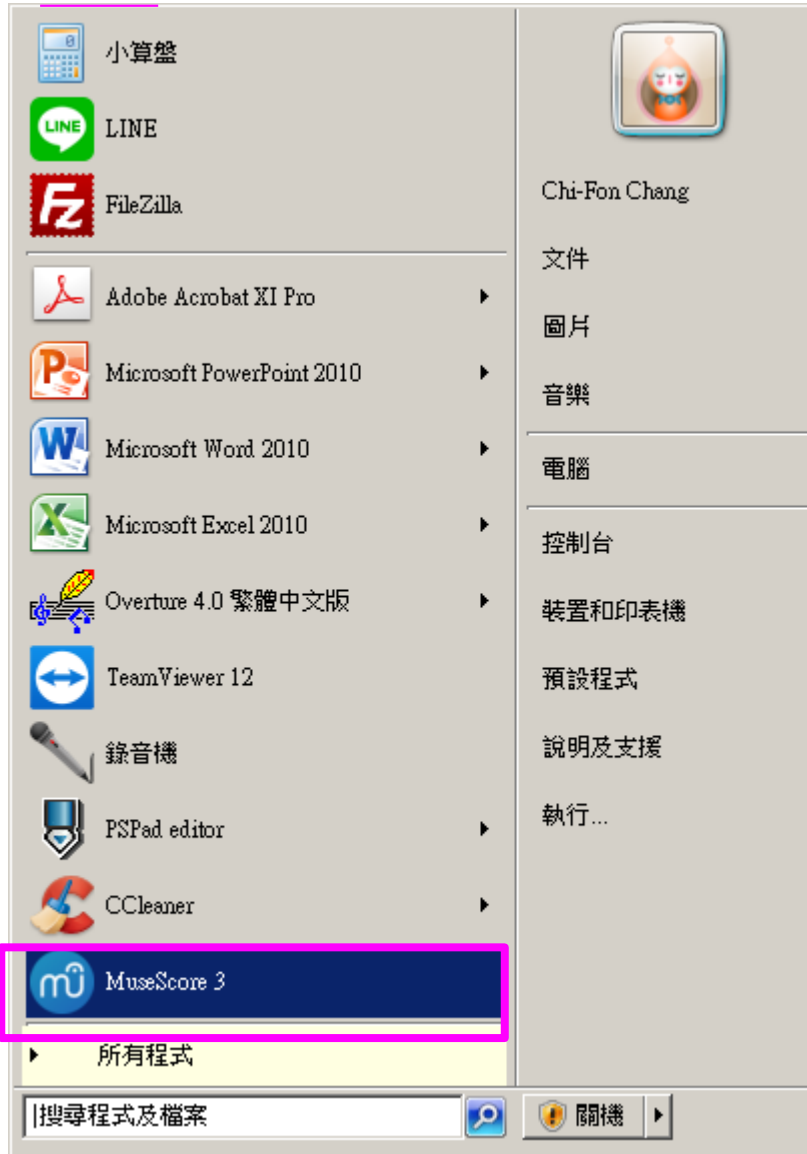 小算盤
LINE
LINE
FileZilla
Adobe Acrobat XI Pro
Microsoft PowerPoint 2010
Microsoft Word 2010
Microsoft Excel 2010
Overture 4.0 繁體中文版
TeamViewer 12
錄音機
PSPad editor
CCleaner
MuseScore 3
所有程式
搜尋程式及檔案
Chi-Fon Chang
文件
圖片
音樂
電腦
控制台
裝置和印表機
預設程式
說明及支援
執行...
關機